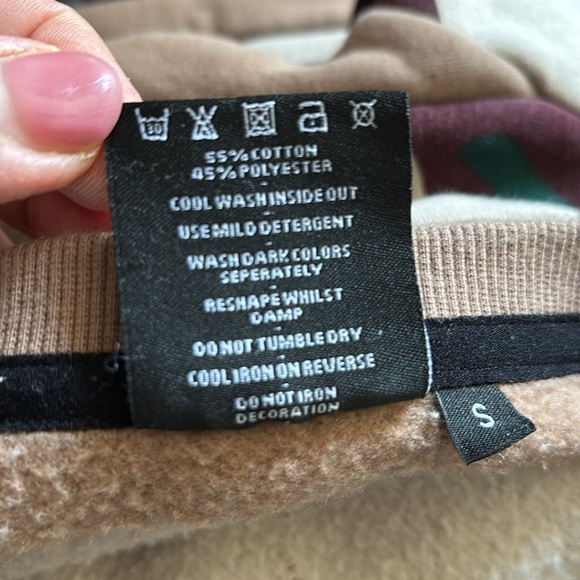 30
55% COTTON
45% POLYESTER
-
COOL WASH INSIDE OUT
-
USE MILD DETERGENT
-
WASH DARK COLORS
SEPERATELY
-
RESHAPE WHILST
DAMP
-
DO NOT TUMBLE DRY
-
COOL IRON ON REVERSE
-
DO NOT IRON
DECORATION
S